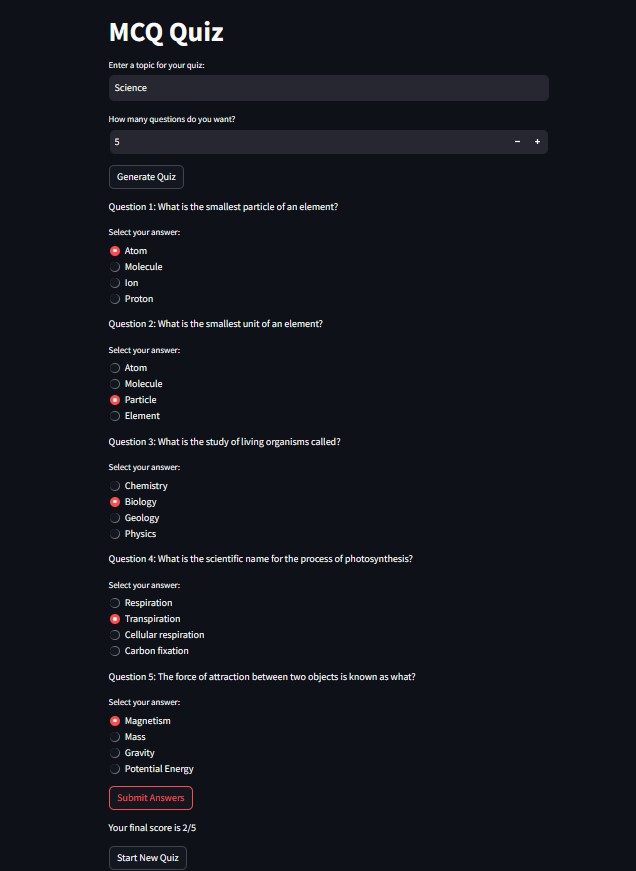 MCQ Quiz
Enter a topic for your quiz:
Science
How many questions do you want?
5
− +
Generate Quiz
Question 1: What is the smallest particle of an element?
Select your answer:
Atom
Molecule
Ion
Proton
Question 2: What is the smallest unit of an element?
Select your answer:
Atom
Molecule
Particle
Element
Question 3: What is the study of living organisms called?
Select your answer:
Chemistry
Biology
Geology
Physics
Question 4: What is the scientific name for the process of photosynthesis?
Select your answer:
Respiration
Transpiration
Cellular respiration
Carbon fixation
Question 5: The force of attraction between two objects is known as what?
Select your answer:
Magnetism
Mass
Gravity
Potential Energy
Submit Answers
Your final score is 2/5
Start New Quiz